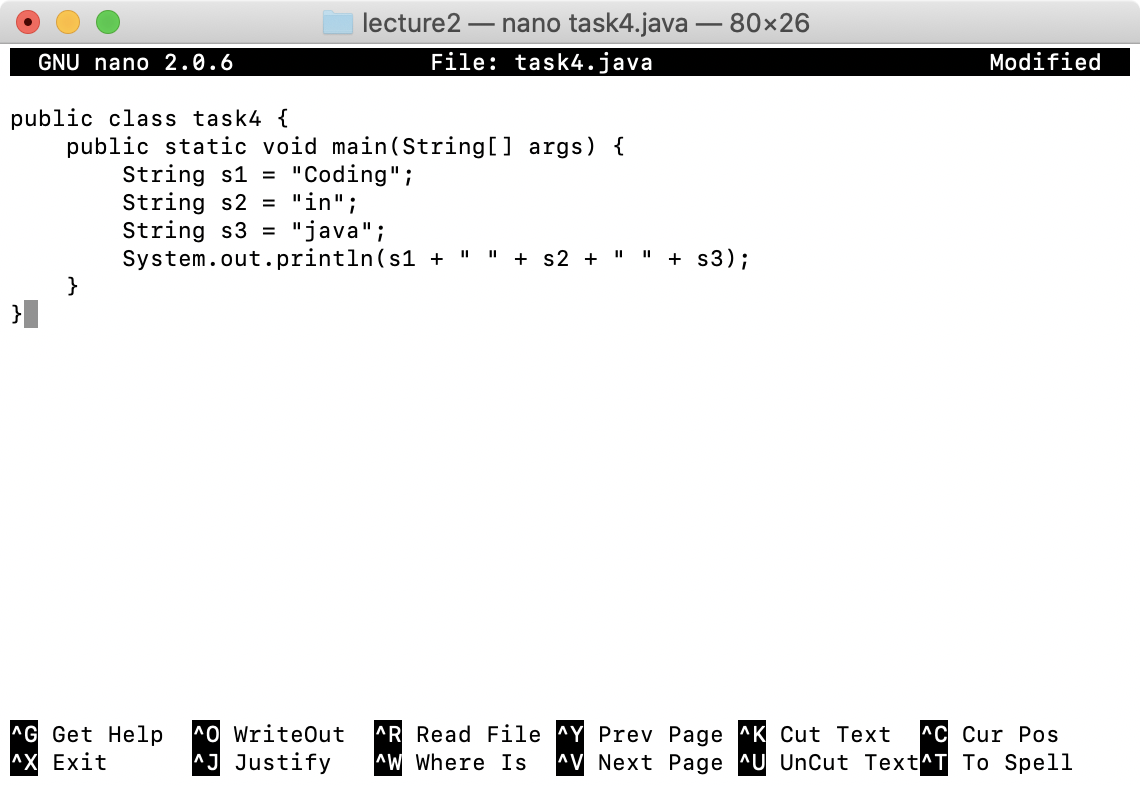 lecture2 — nano task4.java — 80×26
GNU nano 2.0.6 File: task4.java Modified
public class task4 {
    public static void main(String[] args) {
        String s1 = "Coding";
        String s2 = "in";
        String s3 = "java";
        System.out.println(s1 + " " + s2 + " " + s3);
    }
}
^G Get Help ^O WriteOut ^R Read File ^Y Prev Page ^K Cut Text ^C Cur Pos
^X Exit ^J Justify ^W Where Is ^V Next Page ^U UnCut Text ^T To Spell